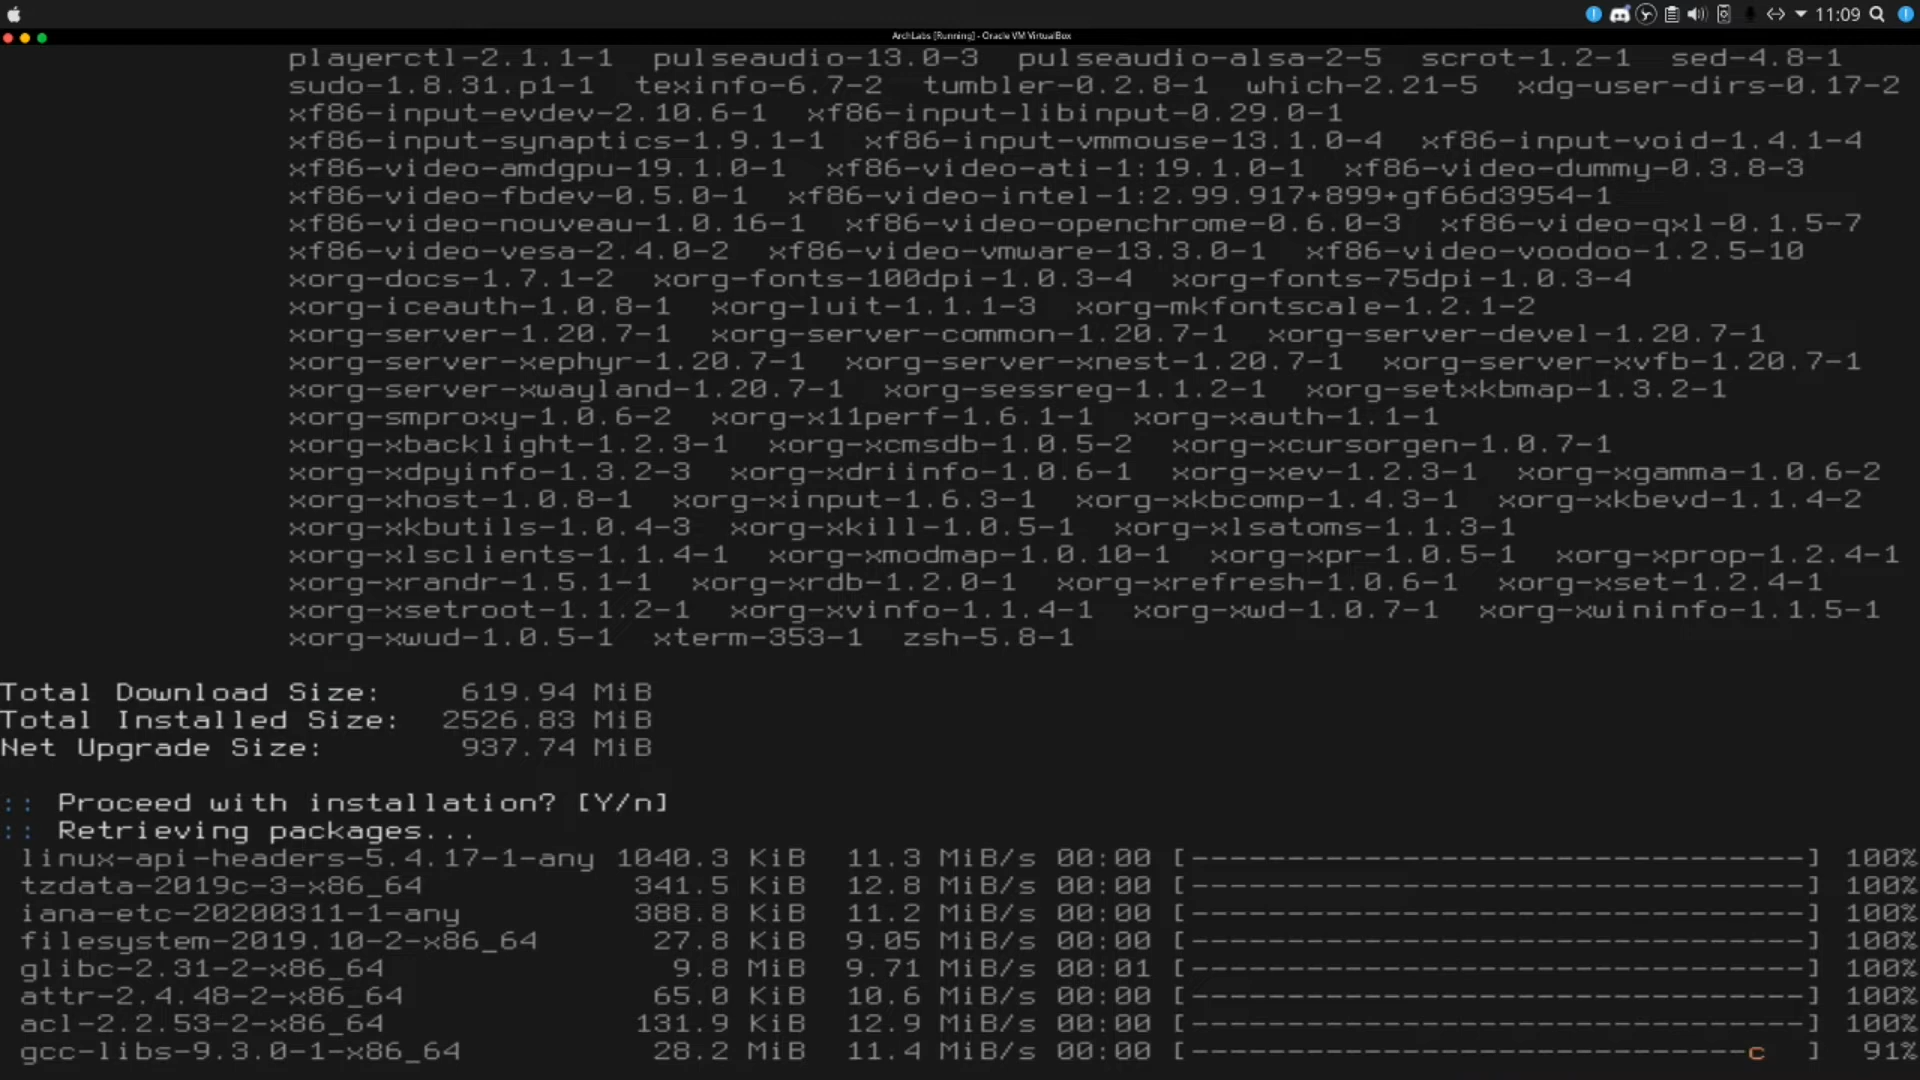 11:09
ArchLabs [Running] - Oracle VM VirtualBox
playerctl-2.1.1-1  pulseaudio-13.0-3  pulseaudio-alsa-2-5  scrot-1.2-1  sed-4.8-1
sudo-1.8.31.p1-1  texinfo-6.7-2  tumbler-0.2.8-1  which-2.21-5  xdg-user-dirs-0.17-2
xf86-input-evdev-2.10.6-1  xf86-input-libinput-0.29.0-1
xf86-input-synaptics-1.9.1-1  xf86-input-vmmouse-13.1.0-4  xf86-input-void-1.4.1-4
xf86-video-amdgpu-19.1.0-1  xf86-video-ati-1:19.1.0-1  xf86-video-dummy-0.3.8-3
xf86-video-fbdev-0.5.0-1  xf86-video-intel-1:2.99.917+899+gf66d3954-1
xf86-video-nouveau-1.0.16-1  xf86-video-openchrome-0.6.0-3  xf86-video-qxl-0.1.5-7
xf86-video-vesa-2.4.0-2  xf86-video-vmware-13.3.0-1  xf86-video-voodoo-1.2.5-10
xorg-docs-1.7.1-2  xorg-fonts-100dpi-1.0.3-4  xorg-fonts-75dpi-1.0.3-4
xorg-iceauth-1.0.8-1  xorg-luit-1.1.1-3  xorg-mkfontscale-1.2.1-2
xorg-server-1.20.7-1  xorg-server-common-1.20.7-1  xorg-server-devel-1.20.7-1
xorg-server-xephyr-1.20.7-1  xorg-server-xnest-1.20.7-1  xorg-server-xvfb-1.20.7-1
xorg-server-xwayland-1.20.7-1  xorg-sessreg-1.1.2-1  xorg-setxkbmap-1.3.2-1
xorg-smproxy-1.0.6-2  xorg-x11perf-1.6.1-1  xorg-xauth-1.1-1
xorg-xbacklight-1.2.3-1  xorg-xcmsdb-1.0.5-2  xorg-xcursorgen-1.0.7-1
xorg-xdpyinfo-1.3.2-3  xorg-xdriinfo-1.0.6-1  xorg-xev-1.2.3-1  xorg-xgamma-1.0.6-2
xorg-xhost-1.0.8-1  xorg-xinput-1.6.3-1  xorg-xkbcomp-1.4.3-1  xorg-xkbevd-1.1.4-2
xorg-xkbutils-1.0.4-3  xorg-xkill-1.0.5-1  xorg-xlsatoms-1.1.3-1
xorg-xlsclients-1.1.4-1  xorg-xmodmap-1.0.10-1  xorg-xpr-1.0.5-1  xorg-xprop-1.2.4-1
xorg-xrandr-1.5.1-1  xorg-xrdb-1.2.0-1  xorg-xrefresh-1.0.6-1  xorg-xset-1.2.4-1
xorg-xsetroot-1.1.2-1  xorg-xvinfo-1.1.4-1  xorg-xwd-1.0.7-1  xorg-xwininfo-1.1.5-1
xorg-xwud-1.0.5-1  xterm-353-1  zsh-5.8-1
Total Download Size:    619.94 MiB
Total Installed Size:  2526.83 MiB
Net Upgrade Size:       937.74 MiB
:: Proceed with installation? [Y/n]
:: Retrieving packages...
linux-api-headers-5.4.17-1-any 1040.3 KiB  11.3 MiB/s 00:00 [--------------------------------] 100%
tzdata-2019c-3-x86_64           341.5 KiB  12.8 MiB/s 00:00 [--------------------------------] 100%
iana-etc-20200311-1-any         388.8 KiB  11.2 MiB/s 00:00 [--------------------------------] 100%
filesystem-2019.10-2-x86_64      27.8 KiB  9.05 MiB/s 00:00 [--------------------------------] 100%
glibc-2.31-2-x86_64               9.8 MiB  9.71 MiB/s 00:01 [--------------------------------] 100%
attr-2.4.48-2-x86_64             65.0 KiB  10.6 MiB/s 00:00 [--------------------------------] 100%
acl-2.2.53-2-x86_64             131.9 KiB  12.9 MiB/s 00:00 [--------------------------------] 100%
gcc-libs-9.3.0-1-x86_64          28.2 MiB  11.4 MiB/s 00:00 [-----------------------------c  ]  91%